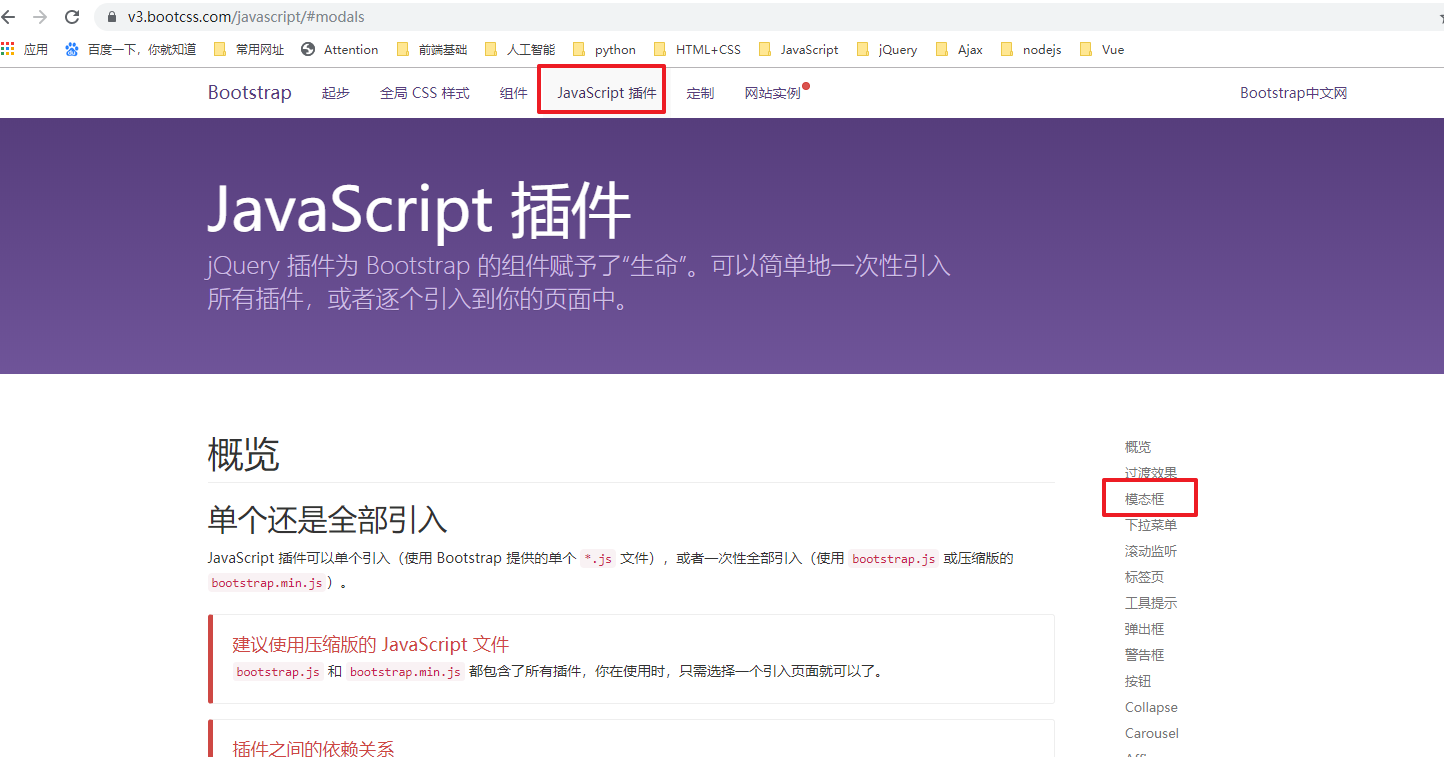 v3.bootcss.com/javascript/#modals
应用 百度一下，你就知道 常用网址 Attention 前端基础 人工智能 python HTML+CSS JavaScript jQuery Ajax nodejs Vue
Bootstrap 起步 全局 CSS 样式 组件 JavaScript 插件 定制 网站实例 Bootstrap中文网
JavaScript 插件
jQuery 插件为 Bootstrap 的组件赋予了“生命”。可以简单地一次性引入
所有插件，或者逐个引入到你的页面中。
概览
单个还是全部引入
JavaScript 插件可以单个引入（使用 Bootstrap 提供的单个 *.js 文件），或者一次性全部引入（使用 bootstrap.js 或压缩版的
bootstrap.min.js）。
建议使用压缩版的 JavaScript 文件
bootstrap.js 和 bootstrap.min.js 都包含了所有插件，你在使用时，只需选择一个引入页面就可以了。
插件之间的依赖关系
概览
过渡效果
模态框
下拉菜单
滚动监听
标签页
工具提示
弹出框
警告框
按钮
Collapse
Carousel